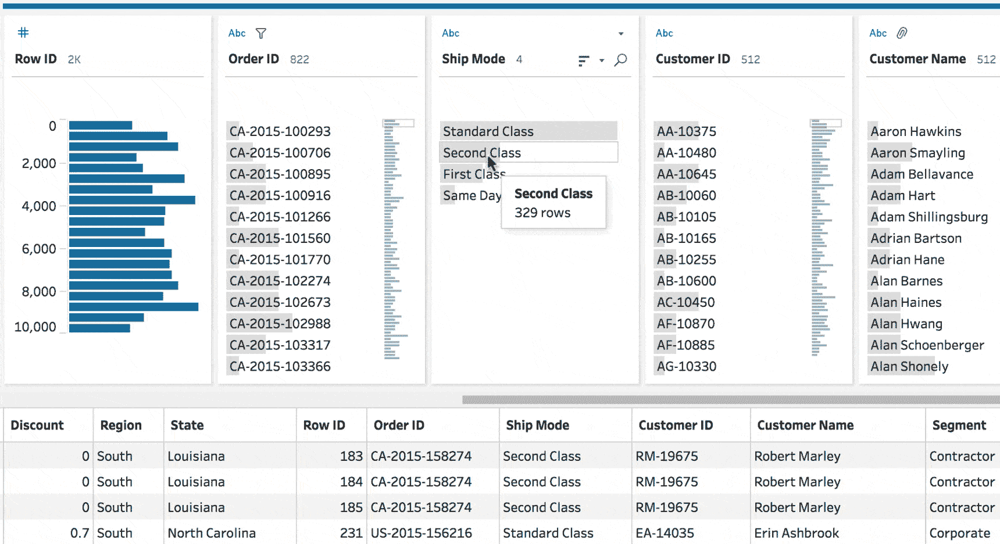 # Abc Abc Abc Abc
Row ID 2K Order ID 822 Ship Mode 4 Customer ID 512 Customer Name 512
0
2,000
4,000
6,000
8,000
10,000
CA-2015-100293
CA-2015-100706
CA-2015-100895
CA-2015-100916
CA-2015-101266
CA-2015-101560
CA-2015-101770
CA-2015-102274
CA-2015-102673
CA-2015-102988
CA-2015-103317
CA-2015-103366
Standard Class
Second Class
First Class
Same Day
Second Class
329 rows
AA-10375
AA-10480
AA-10645
AB-10060
AB-10105
AB-10165
AB-10255
AB-10600
AC-10450
AF-10870
AF-10885
AG-10330
Aaron Hawkins
Aaron Smayling
Adam Bellavance
Adam Hart
Adam Shillingsburg
Adrian Bartson
Adrian Hane
Alan Barnes
Alan Haines
Alan Hwang
Alan Schoenberger
Alan Shonely
Discount Region State Row ID Order ID Ship Mode Customer ID Customer Name Segment
0 South Louisiana 183 CA-2015-158274 Second Class RM-19675 Robert Marley Contractor
0 South Louisiana 184 CA-2015-158274 Second Class RM-19675 Robert Marley Contractor
0 South Louisiana 185 CA-2015-158274 Second Class RM-19675 Robert Marley Contractor
0.7 South North Carolina 231 US-2015-156216 Standard Class EA-14035 Erin Ashbrook Corporate